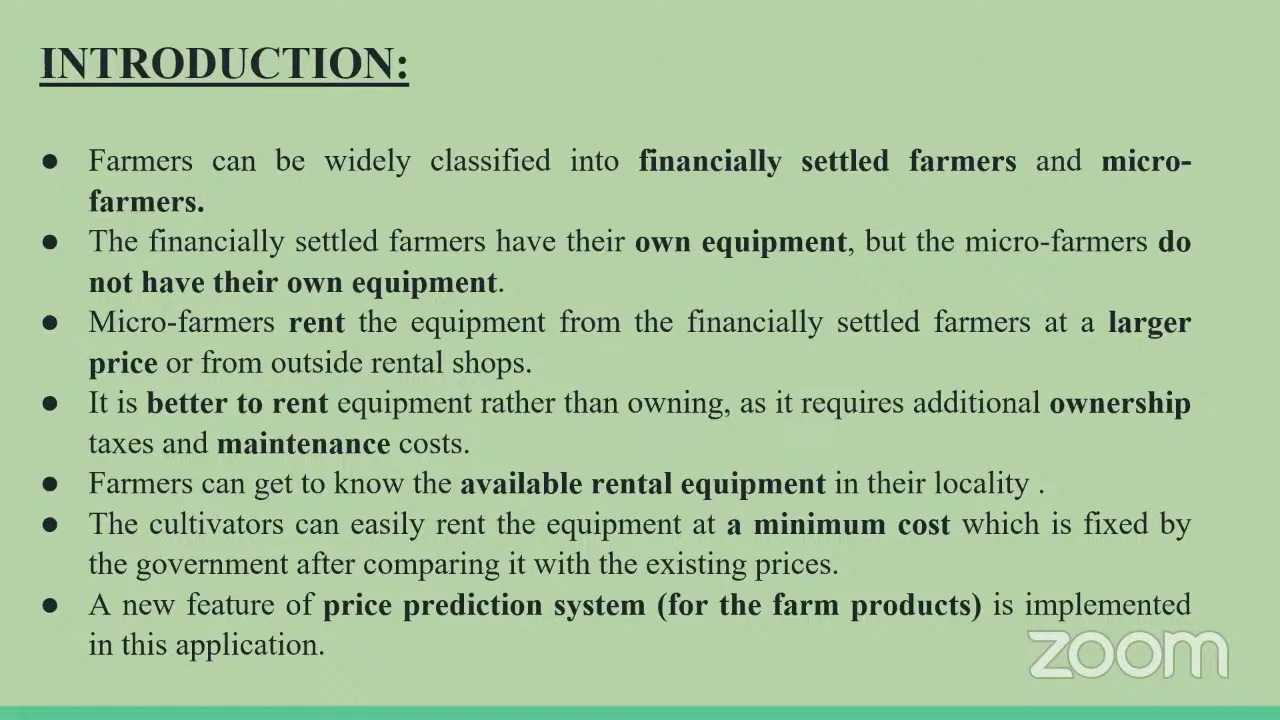 INTRODUCTION:
● Farmers can be widely classified into financially settled farmers and micro-
farmers.
● The financially settled farmers have their own equipment, but the micro-farmers do
not have their own equipment.
● Micro-farmers rent the equipment from the financially settled farmers at a larger
price or from outside rental shops.
● It is better to rent equipment rather than owning, as it requires additional ownership
taxes and maintenance costs.
● Farmers can get to know the available rental equipment in their locality .
● The cultivators can easily rent the equipment at a minimum cost which is fixed by
the government after comparing it with the existing prices.
● A new feature of price prediction system (for the farm products) is implemented
in this application.
zoom